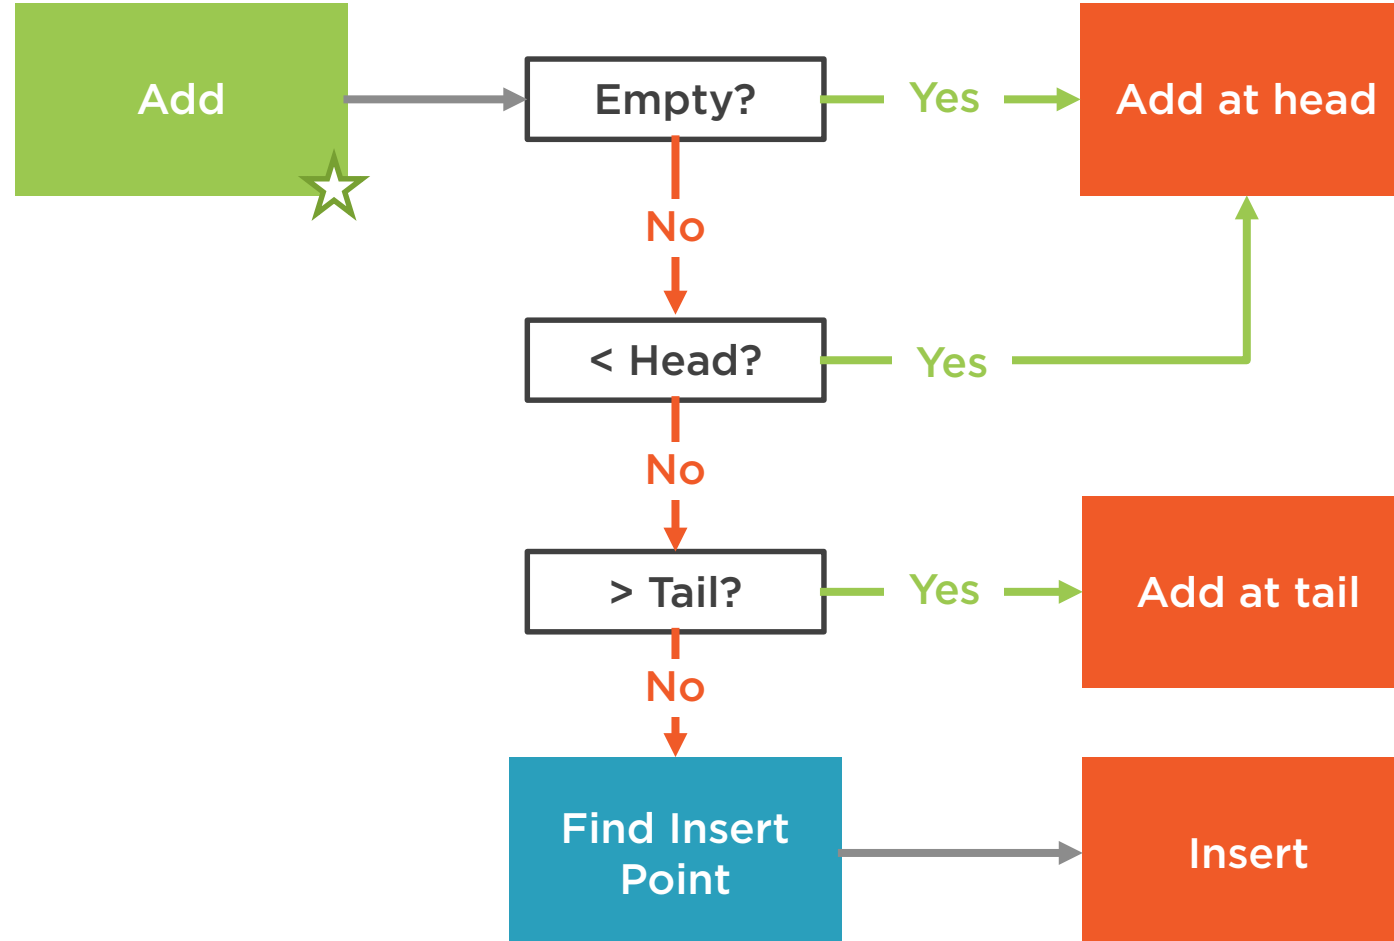 Add
Empty?
Yes
Add at head
No
< Head?
Yes
No
> Tail?
Yes
Add at tail
No
Find Insert
Point
Insert